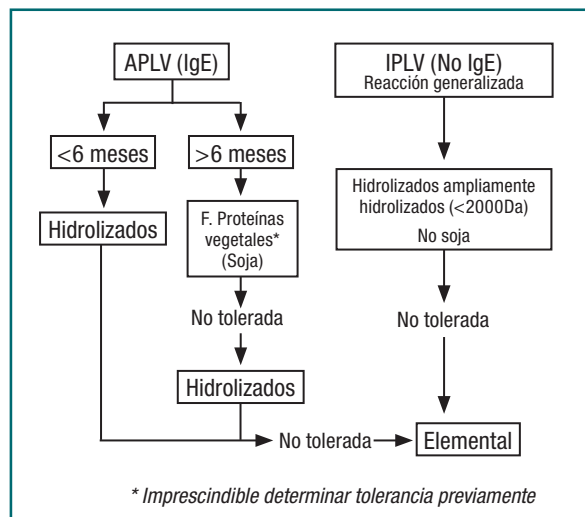 APLV (IgE)
<6 meses
>6 meses
Hidrolizados
F. Proteínas
vegetales*
(Soja)
No tolerada
Hidrolizados
IPLV (No IgE)
Reacción generalizada
Hidrolizados ampliamente
hidrolizados (<2000Da)
No soja
No tolerada
No tolerada
Elemental
* Imprescindible determinar tolerancia previamente